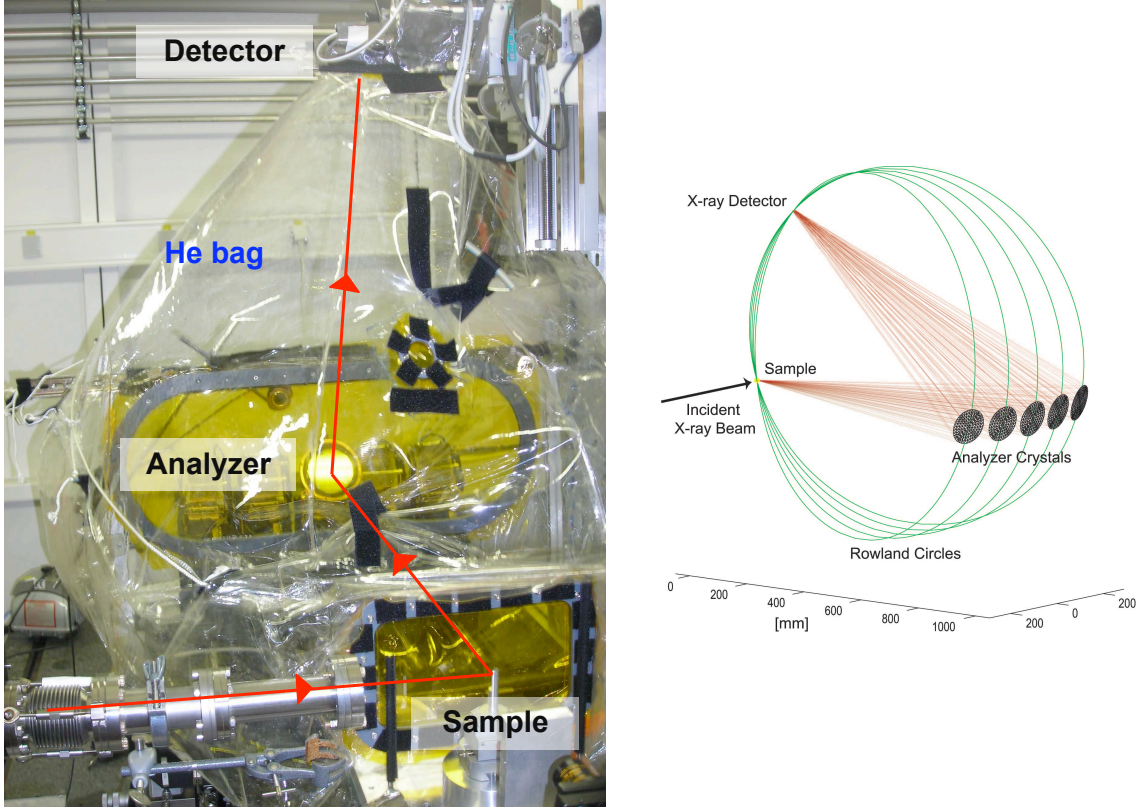 Detector
He bag
Analyzer
Sample
X-ray Detector
Sample
Incident
X-ray Beam
Analyzer Crystals
Rowland Circles
0
200
400
600
800
1000
[mm]
200
0
200